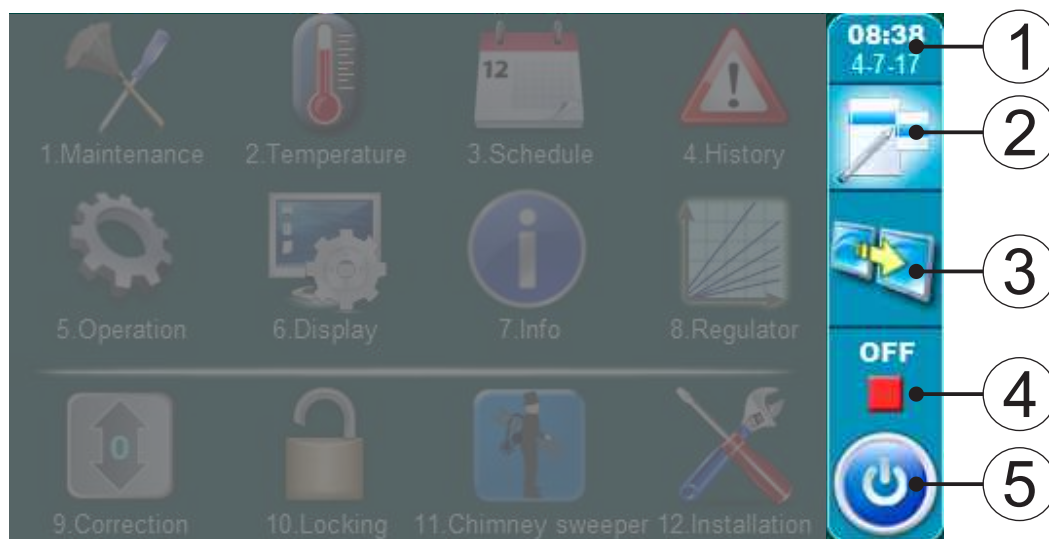 08:38
4-7-17
1
2
12
1.Maintenance
2.Temperature
3.Schedule
4.History
3
5.Operation
6.Display
7.Info
8.Regulator
OFF
4
0
5
9.Correction
10.Locking
11.Chimney sweeper
12.Installation